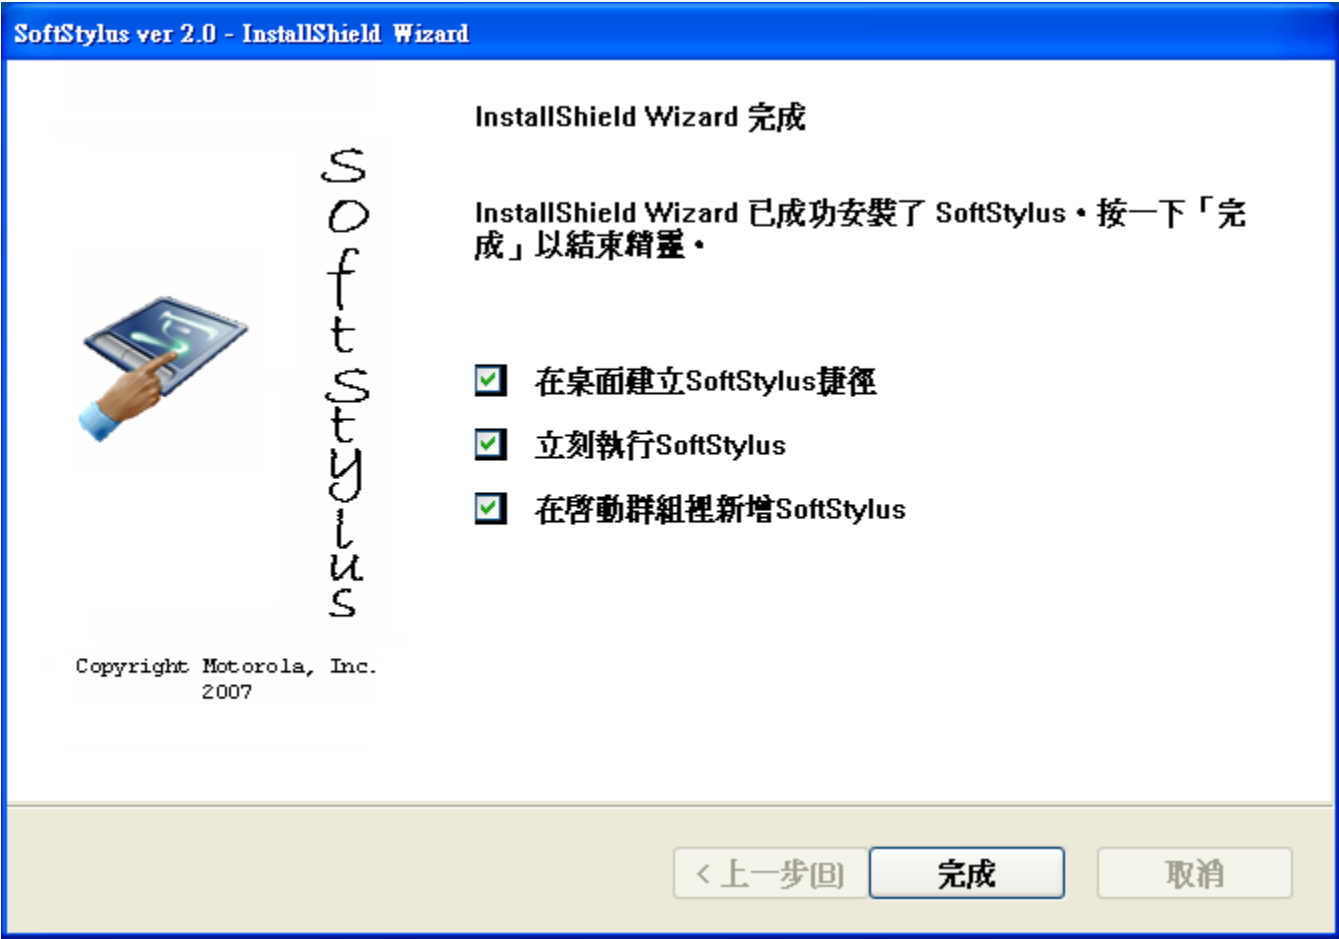 SoftStylus ver 2.0 - InstallShield Wizard
InstallShield Wizard 完成
InstallShield Wizard 已成功安裝了 SoftStylus。按一下「完
成」以結束精靈。
SoftStylus
在桌面建立SoftStylus捷徑
立刻執行SoftStylus
在啓動群組裡新增SoftStylus
Copyright Motorola, Inc.
2007
< 上一步(B)
完成
取消